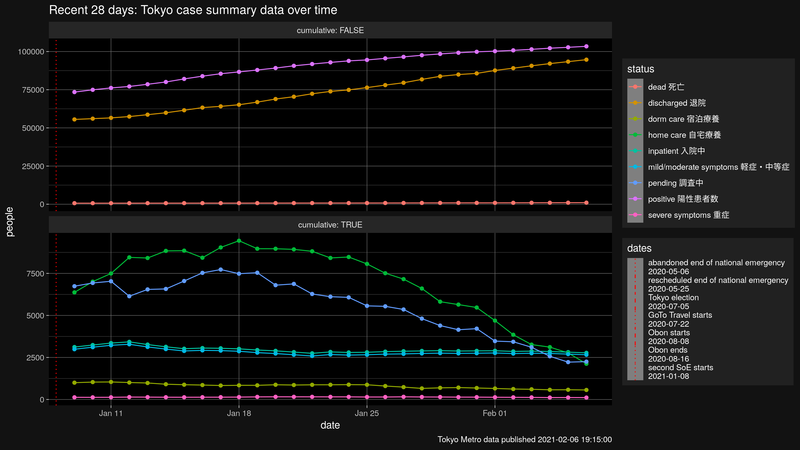 Recent 28 days: Tokyo case summary data over time
cumulative: FALSE
100000
75000
50000
25000
0
people
cumulative: TRUE
7500
5000
2500
0
Jan 11
Jan 18
Jan 25
Feb 01
date
Tokyo Metro data published 2021-02-06 19:15:00
status
dead 死亡
discharged 退院
dorm care 宿泊療養
home care 自宅療養
inpatient 入院中
mild/moderate symptoms 軽症・中等症
pending 調査中
positive 陽性患者数
severe symptoms 重症
dates
abandoned end of national emergency
2020-05-06
rescheduled end of national emergency
2020-05-25
Tokyo election
2020-07-05
GoTo Travel starts
2020-07-22
Obon starts
2020-08-08
Obon ends
2020-08-16
second SoE starts
2021-01-08